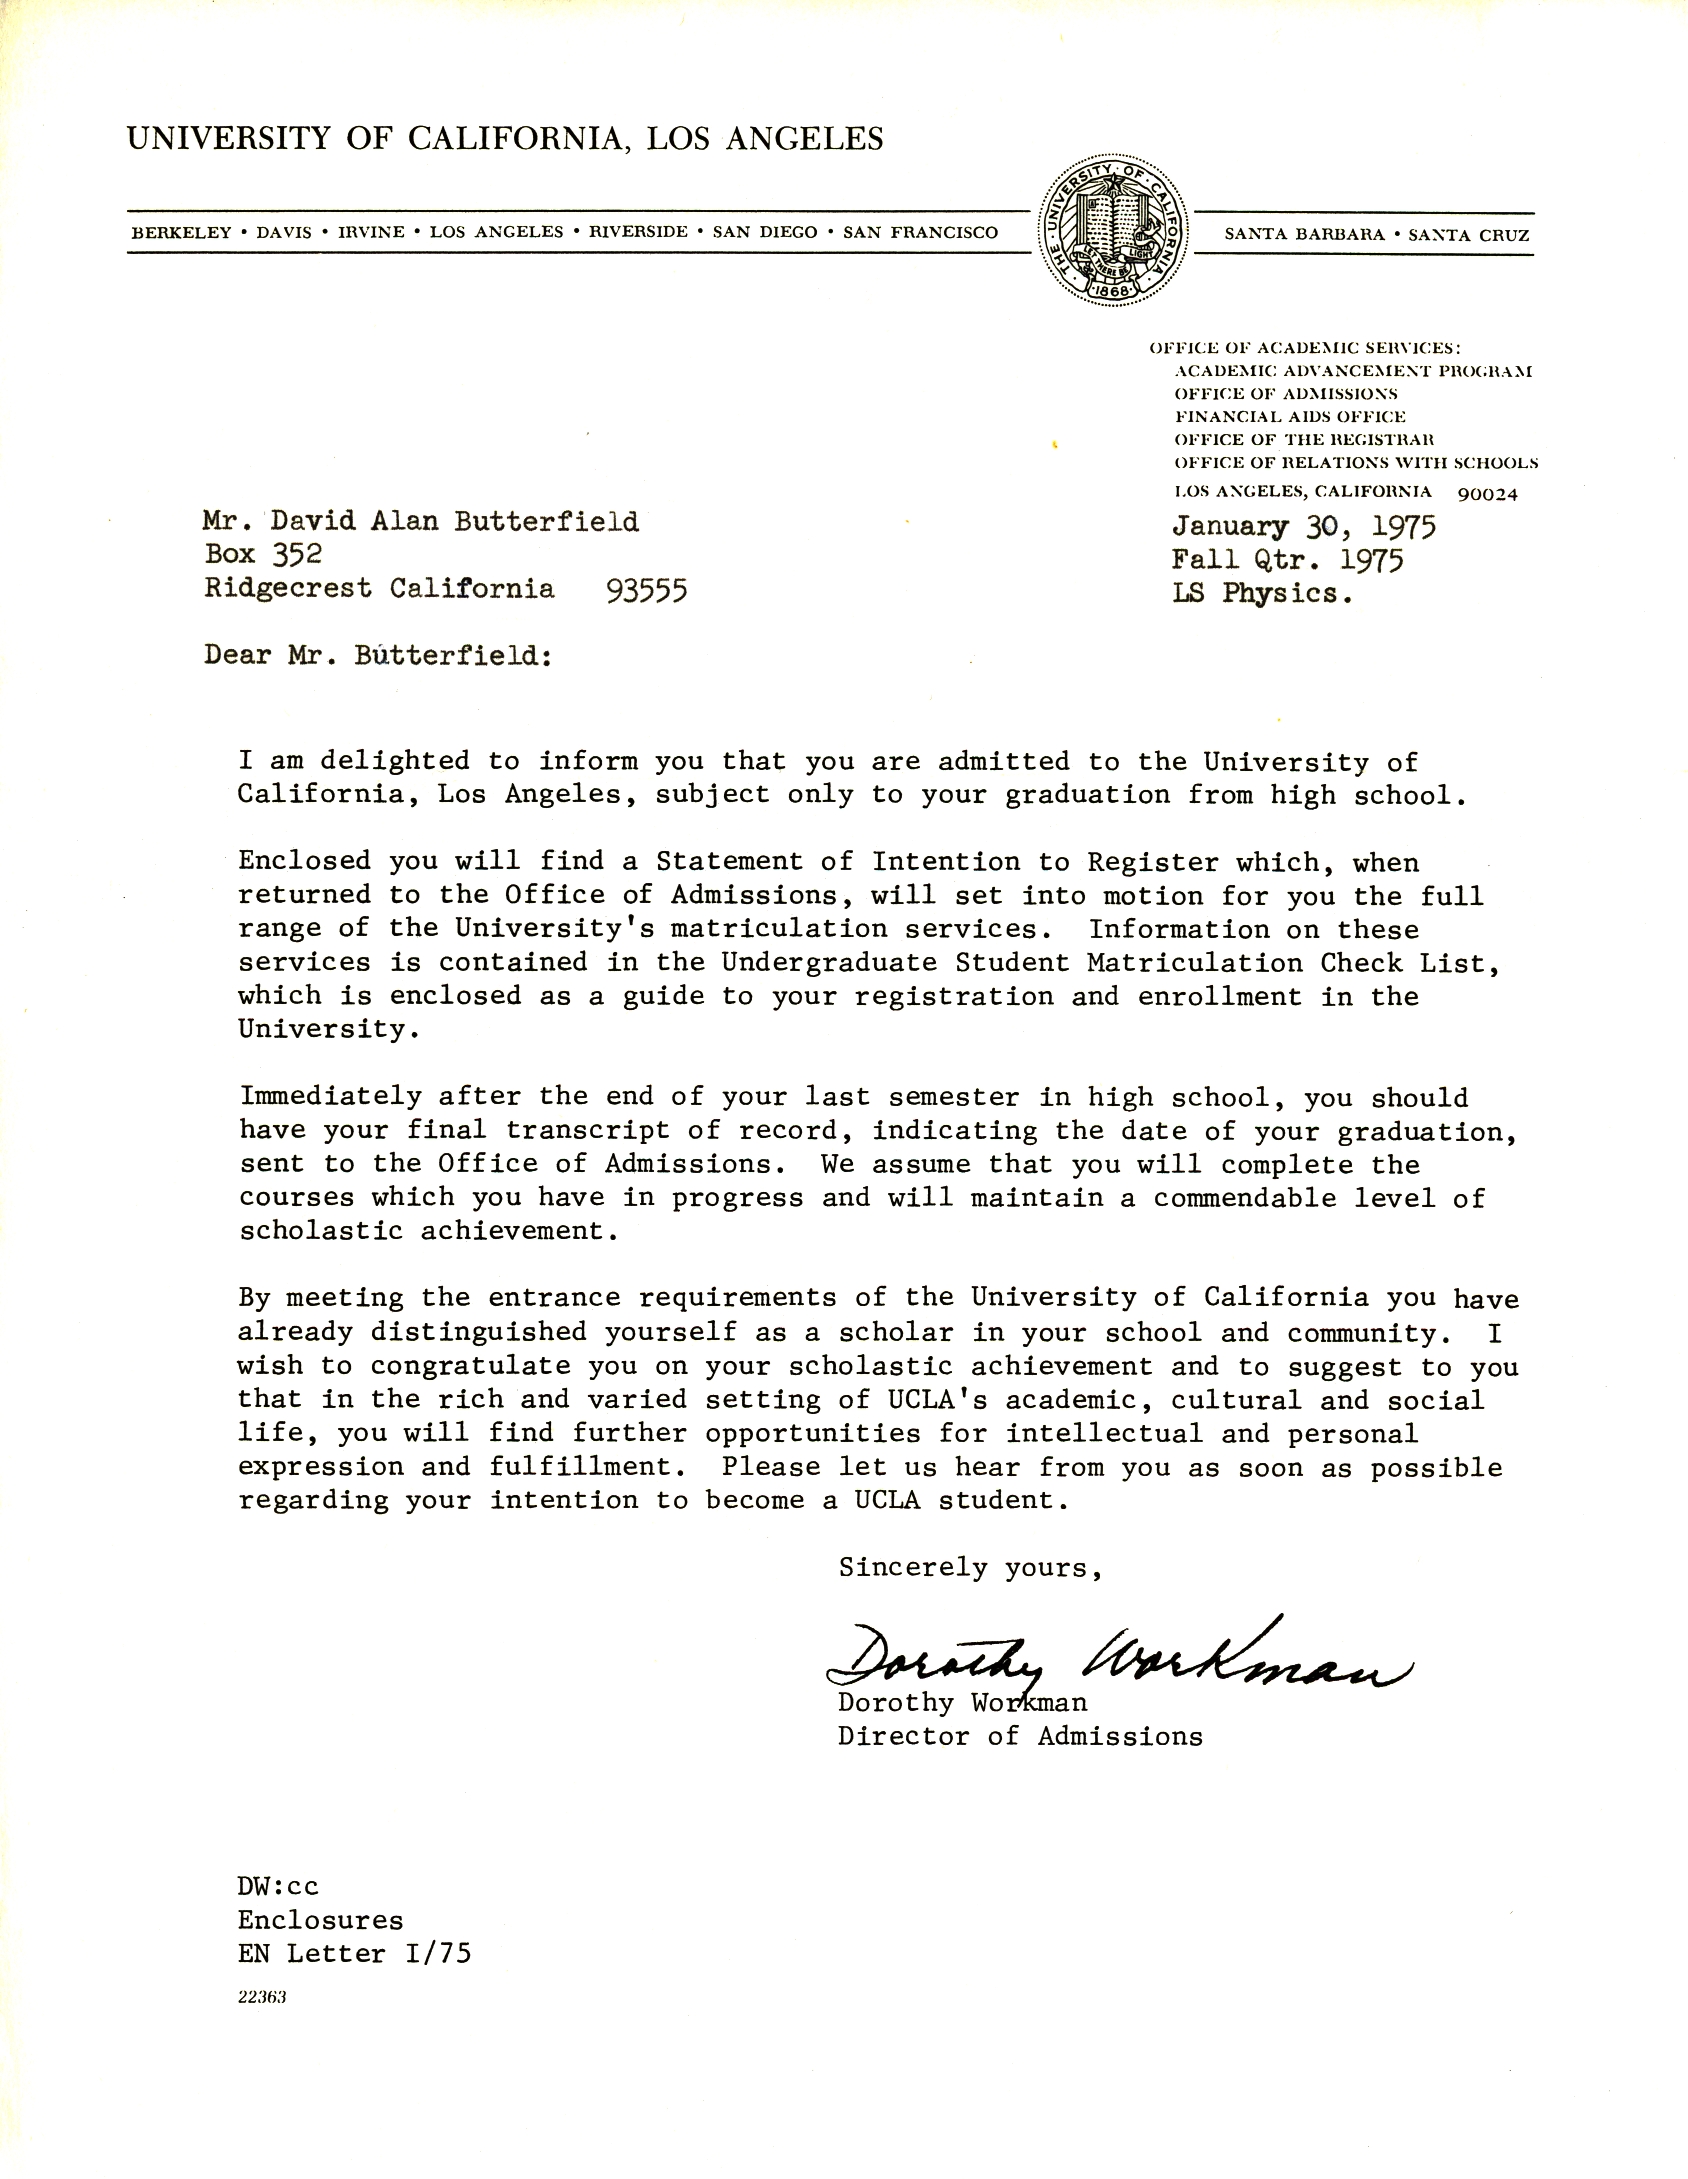 UNIVERSITY OF CALIFORNIA, LOS ANGELES
BERKELEY • DAVIS • IRVINE • LOS ANGELES • RIVERSIDE • SAN DIEGO • SAN FRANCISCO
THE • UNIVERSITY • OF • CALIFORNIA •
LET THERE BE LIGHT
•1868•
SANTA BARBARA • SANTA CRUZ
OFFICE OF ACADEMIC SERVICES:
ACADEMIC ADVANCEMENT PROGRAM
OFFICE OF ADMISSIONS
FINANCIAL AIDS OFFICE
OFFICE OF THE REGISTRAR
OFFICE OF RELATIONS WITH SCHOOLS
LOS ANGELES, CALIFORNIA 90024
January 30, 1975
Fall Qtr. 1975
LS Physics.
Mr. David Alan Butterfield
Box 352
Ridgecrest California 93555
Dear Mr. Butterfield:
I am delighted to inform you that you are admitted to the University of
California, Los Angeles, subject only to your graduation from high school.
Enclosed you will find a Statement of Intention to Register which, when
returned to the Office of Admissions, will set into motion for you the full
range of the University's matriculation services. Information on these
services is contained in the Undergraduate Student Matriculation Check List,
which is enclosed as a guide to your registration and enrollment in the
University.
Immediately after the end of your last semester in high school, you should
have your final transcript of record, indicating the date of your graduation,
sent to the Office of Admissions. We assume that you will complete the
courses which you have in progress and will maintain a commendable level of
scholastic achievement.
By meeting the entrance requirements of the University of California you have
already distinguished yourself as a scholar in your school and community. I
wish to congratulate you on your scholastic achievement and to suggest to you
that in the rich and varied setting of UCLA's academic, cultural and social
life, you will find further opportunities for intellectual and personal
expression and fulfillment. Please let us hear from you as soon as possible
regarding your intention to become a UCLA student.
Sincerely yours,
Dorothy Workman
Dorothy Workman
Director of Admissions
DW:cc
Enclosures
EN Letter I/75
22363